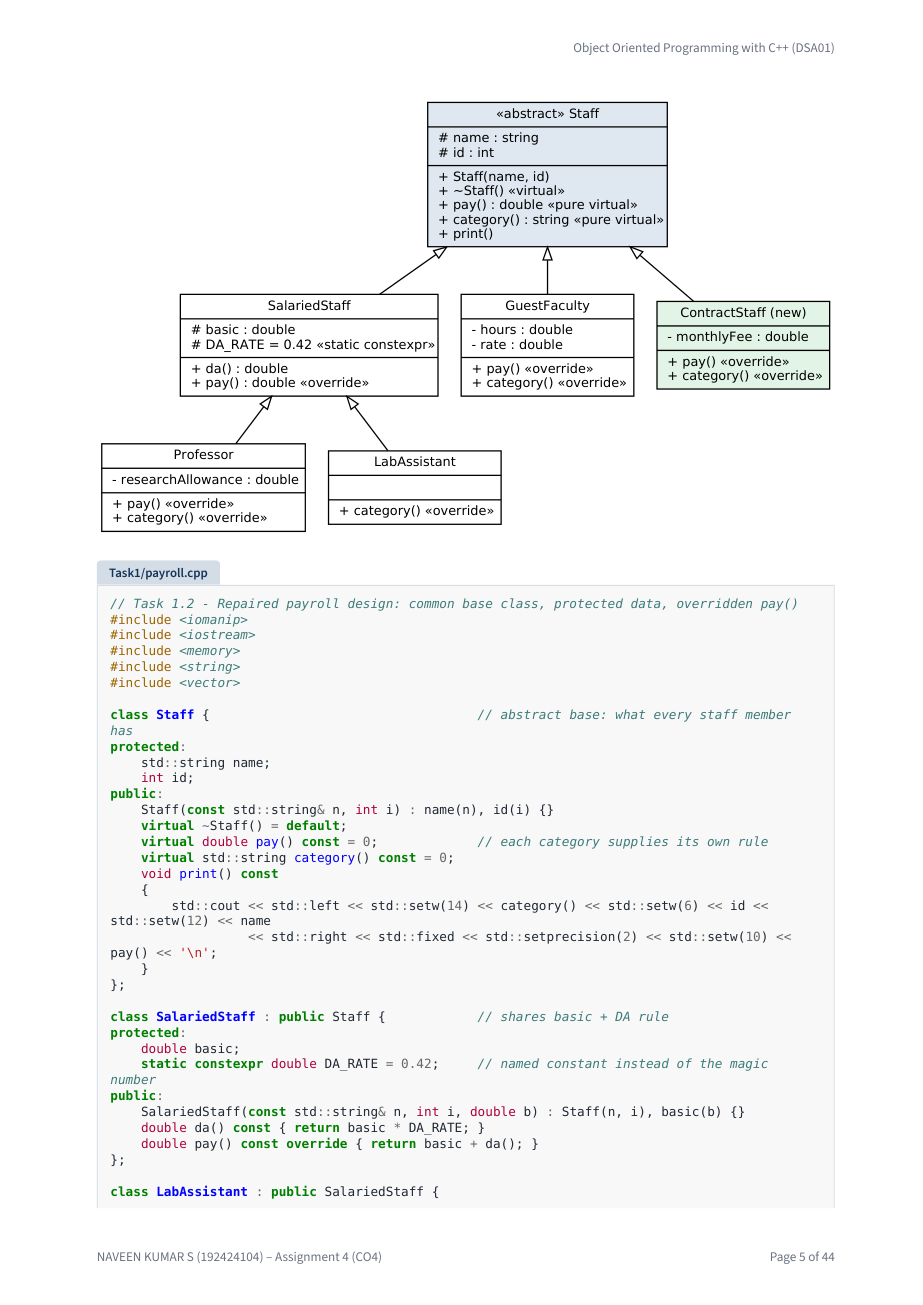 Object Oriented Programming with C++ (DSA01)
«abstract» Staff
# name : string
# id : int
+ Staff(name, id)
+ ~Staff() «virtual»
+ pay() : double «pure virtual»
+ category() : string «pure virtual»
+ print()
SalariedStaff
# basic : double
# DA_RATE = 0.42 «static constexpr»
+ da() : double
+ pay() : double «override»
GuestFaculty
- hours : double
- rate : double
+ pay() «override»
+ category() «override»
ContractStaff (new)
- monthlyFee : double
+ pay() «override»
+ category() «override»
Professor
- researchAllowance : double
+ pay() «override»
+ category() «override»
LabAssistant
+ category() «override»
Task1/payroll.cpp
// Task 1.2 - Repaired payroll design: common base class, protected data, overridden pay()
#include <iomanip>
#include <iostream>
#include <memory>
#include <string>
#include <vector>
class Staff {                                   // abstract base: what every staff member
has
protected:
    std::string name;
    int id;
public:
    Staff(const std::string& n, int i) : name(n), id(i) {}
    virtual ~Staff() = default;
    virtual double pay() const = 0;             // each category supplies its own rule
    virtual std::string category() const = 0;
    void print() const
    {
        std::cout << std::left << std::setw(14) << category() << std::setw(6) << id <<
std::setw(12) << name
                  << std::right << std::fixed << std::setprecision(2) << std::setw(10) <<
pay() << '\n';
    }
};
class SalariedStaff : public Staff {            // shares basic + DA rule
protected:
    double basic;
    static constexpr double DA_RATE = 0.42;     // named constant instead of the magic
number
public:
    SalariedStaff(const std::string& n, int i, double b) : Staff(n, i), basic(b) {}
    double da() const { return basic * DA_RATE; }
    double pay() const override { return basic + da(); }
};
class LabAssistant : public SalariedStaff {
NAVEEN KUMAR S (192424104) – Assignment 4 (CO4)
Page 5 of 44